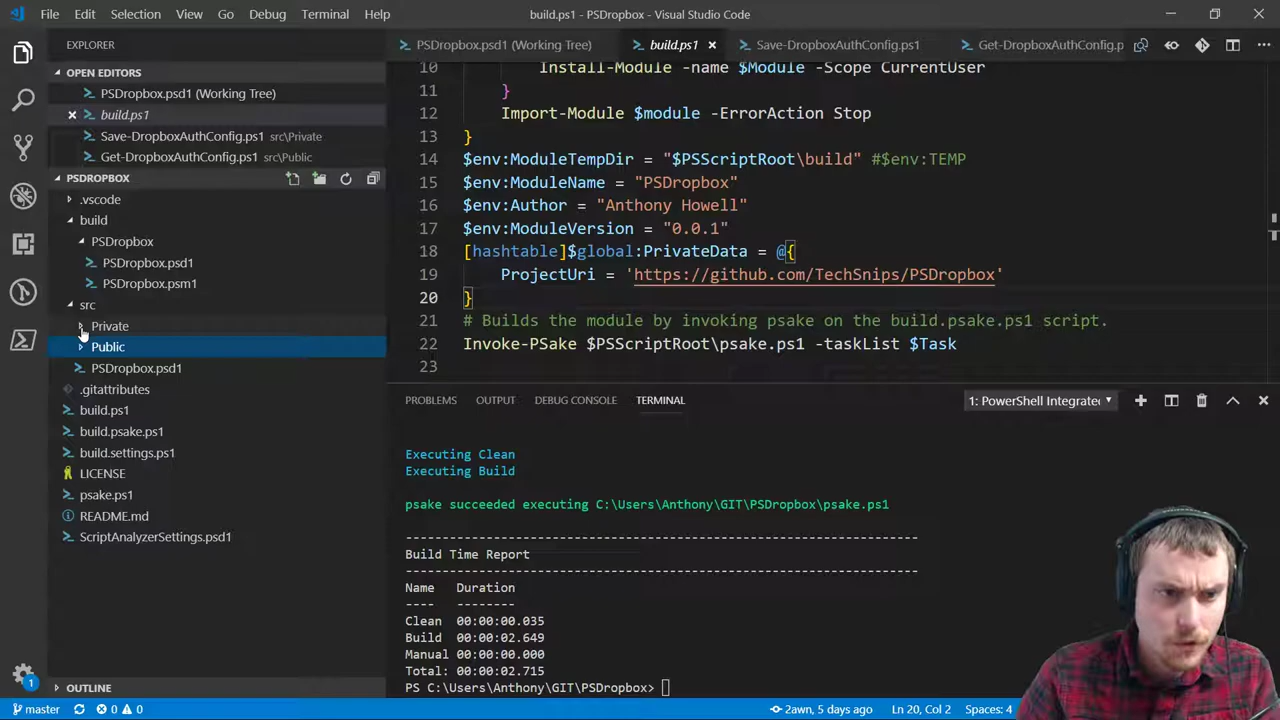 File Edit Selection View Go Debug Terminal Help build.ps1 - PSDropbox - Visual Studio Code
EXPLORER
PSDropbox.psd1 (Working Tree) build.ps1 Save-DropboxAuthConfig.ps1 Get-DropboxAuthConfig.p
OPEN EDITORS
PSDropbox.psd1 (Working Tree)
build.ps1
Save-DropboxAuthConfig.ps1 src\Private
Get-DropboxAuthConfig.ps1 src\Public
PSDROPBOX
.vscode
build
PSDropbox
PSDropbox.psd1
PSDropbox.psm1
src
Private
Public
PSDropbox.psd1
.gitattributes
build.ps1
build.psake.ps1
build.settings.ps1
LICENSE
psake.ps1
README.md
ScriptAnalyzerSettings.psd1
OUTLINE
10 Install-Module -name $Module -Scope CurrentUser
11 }
12 Import-Module $module -ErrorAction Stop
13 }
14 $env:ModuleTempDir = "$PSScriptRoot\build" #$env:TEMP
15 $env:ModuleName = "PSDropbox"
16 $env:Author = "Anthony Howell"
17 $env:ModuleVersion = "0.0.1"
18 [hashtable]$global:PrivateData = @{
19 ProjectUri = 'https://github.com/TechSnips/PSDropbox'
20 }
21 # Builds the module by invoking psake on the build.psake.ps1 script.
22 Invoke-PSake $PSScriptRoot\psake.ps1 -taskList $Task
23
PROBLEMS OUTPUT DEBUG CONSOLE TERMINAL 1: PowerShell Integrate
Executing Clean
Executing Build
psake succeeded executing C:\Users\Anthony\GIT\PSDropbox\psake.ps1
----------------------------------------------------------------------
Build Time Report
----------------------------------------------------------------------
Name Duration
---- --------
Clean 00:00:00.035
Build 00:00:02.649
Manual 00:00:00.000
Total: 00:00:02.715
PS C:\Users\Anthony\GIT\PSDropbox>
1
master 0 0 2awn, 5 days ago Ln 20, Col 2 Spaces: 4